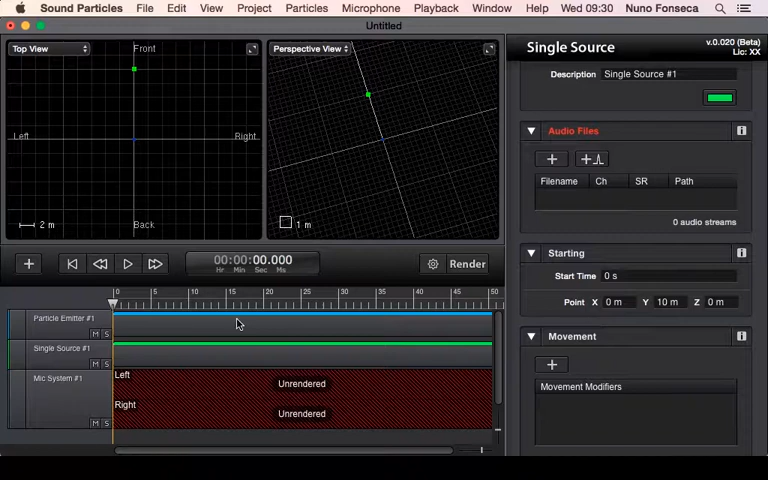 Sound Particles File Edit View Project Particles Microphone Playback Window Help Wed 09:30 Nuno Fonseca
Untitled
Top View
Front
Left
Right
Back
2 m
Perspective View
1 m
Single Source
v.0.020 (Beta)
Lic: XX
Description Single Source #1
Audio Files
Filename Ch SR Path
0 audio streams
Starting
Start Time 0 s
Point X 0 m Y 10 m Z 0 m
Movement
Movement Modifiers
00:00:00.000
Hr Min Sec Ms
Render
0 5 10 15 20 25 30 35 40 45 50
Particle Emitter #1
M S
Single Source #1
M S
Mic System #1
M S
Left
Unrendered
Right
Unrendered